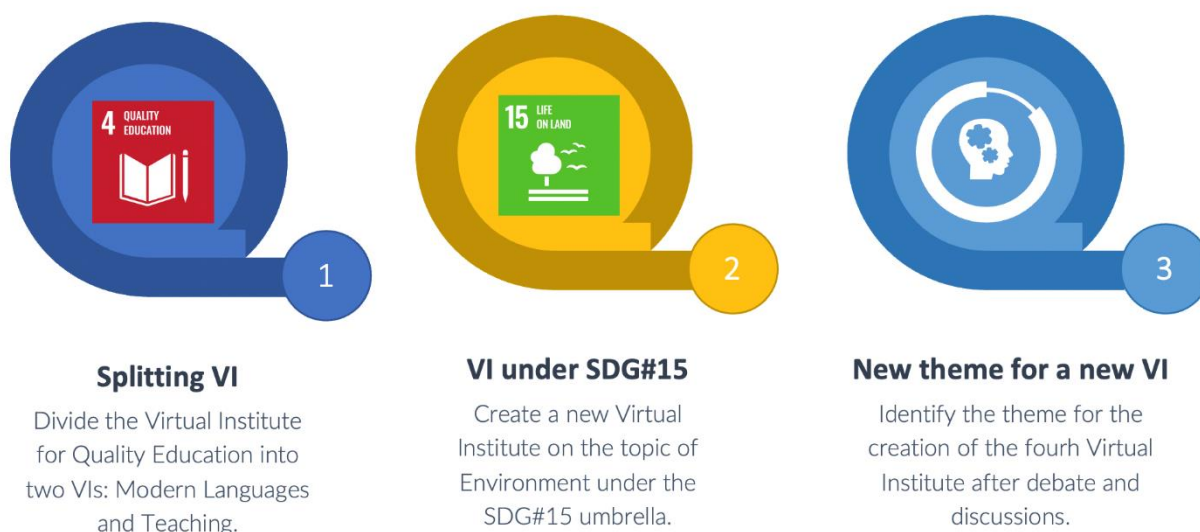 4 QUALITY
EDUCATION
1
Splitting VI
Divide the Virtual Institute
for Quality Education into
two VIs: Modern Languages
and Teaching.
15 LIFE
ON LAND
2
VI under SDG#15
Create a new Virtual
Institute on the topic of
Environment under the
SDG#15 umbrella.
3
New theme for a new VI
Identify the theme for the
creation of the fourth Virtual
Institute after debate and
discussions.